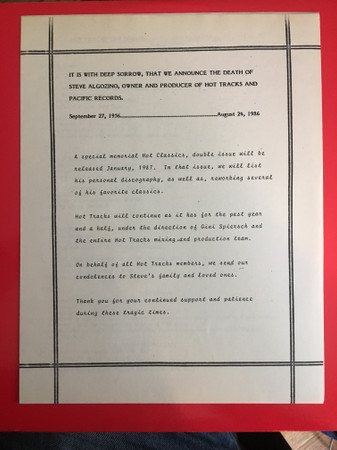 IT IS WITH DEEP SORROW, THAT WE ANNOUNCE THE DEATH OF
STEVE ALGOZINO, OWNER AND PRODUCER OF HOT TRACKS AND
PACIFIC RECORDS.
September 27, 1956 August 24, 1986
A special memorial Hot Classics, double issue will be
released January, 1987. In that issue, we will list
his personal discography, as well as, reworking several
of his favorite classics.
Hot Tracks will continue as it has for the past year
and a half, under the direction of Gini Spiersch and
the entire Hot Tracks mixing and production team.
On behalf of all Hot Tracks members, we send our
condolences to Steve's family and loved ones.
Thank you for your continued support and patience
during these tragic times.